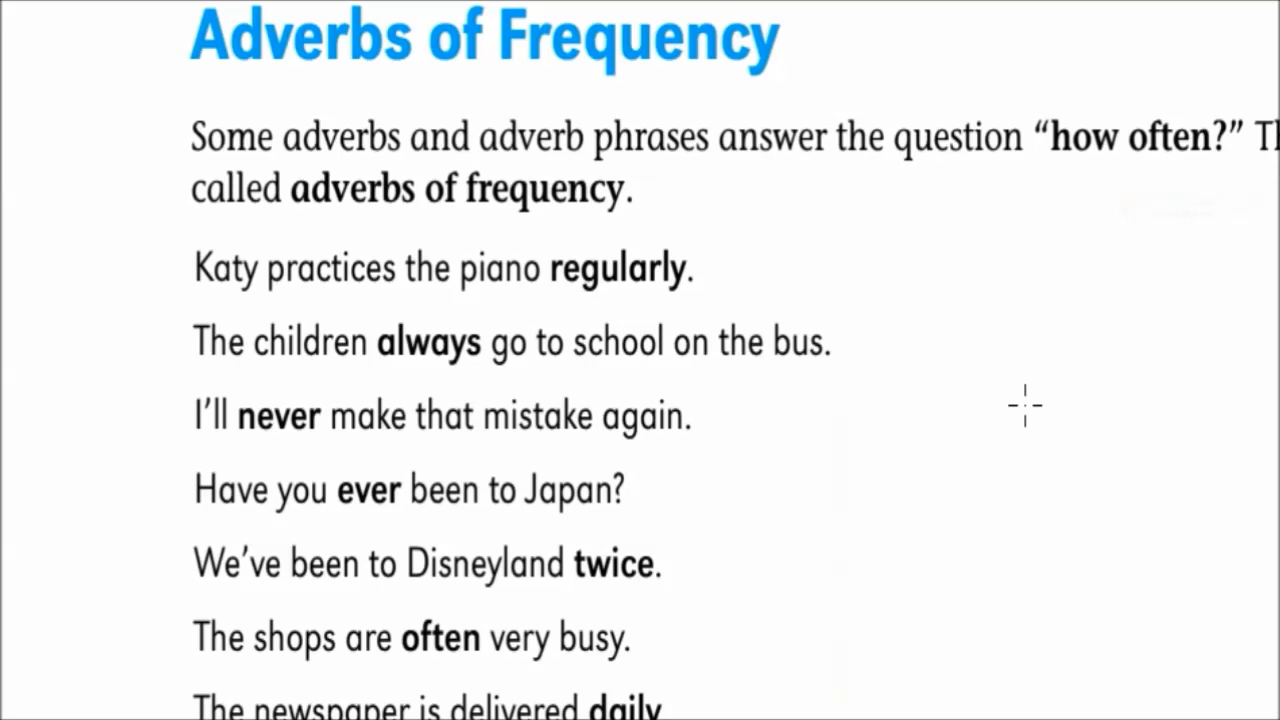 Adverbs of Frequency
Some adverbs and adverb phrases answer the question “how often?”
called adverbs of frequency.
Katy practices the piano regularly.
The children always go to school on the bus.
I’ll never make that mistake again.
Have you ever been to Japan?
We’ve been to Disneyland twice.
The shops are often very busy.
The newspaper is delivered daily